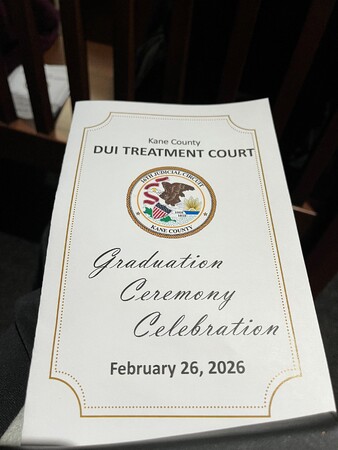 Kane County
DUI TREATMENT COURT
16TH JUDICIAL CIRCUIT
KANE COUNTY
Graduation
Ceremony
Celebration
February 26, 2026